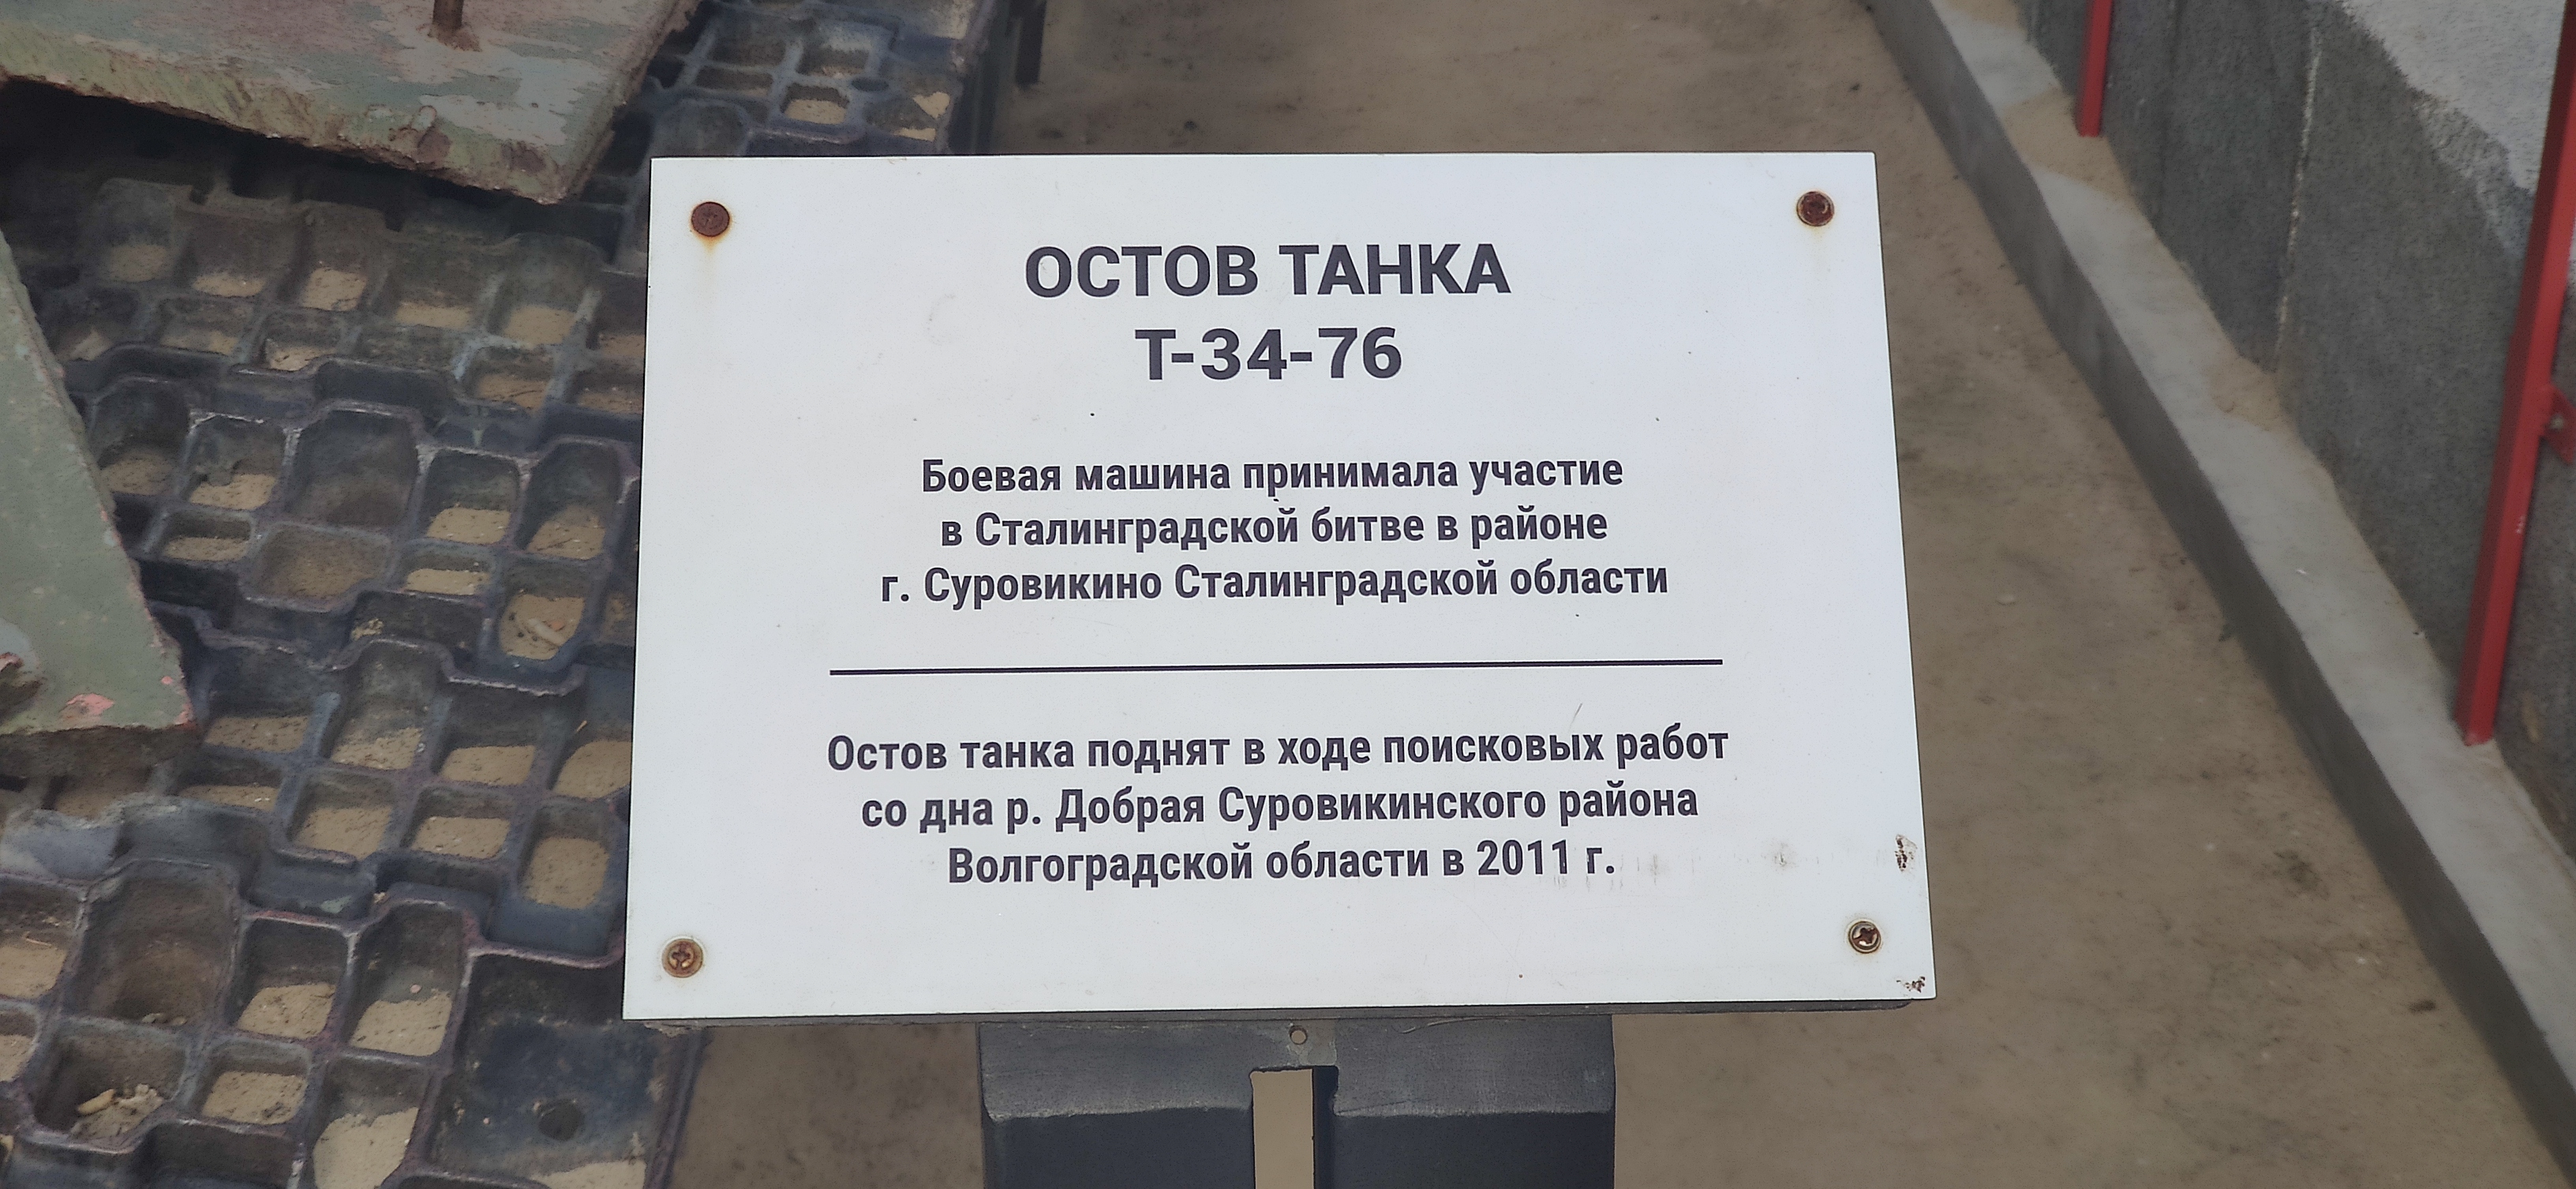 ОСТОВ ТАНКА
Т-34-76
Боевая машина принимала участие
в Сталинградской битве в районе
г. Суровикино Сталинградской области
Остов танка поднят в ходе поисковых работ
со дна р. Добрая Суровикинского района
Волгоградской области в 2011 г.